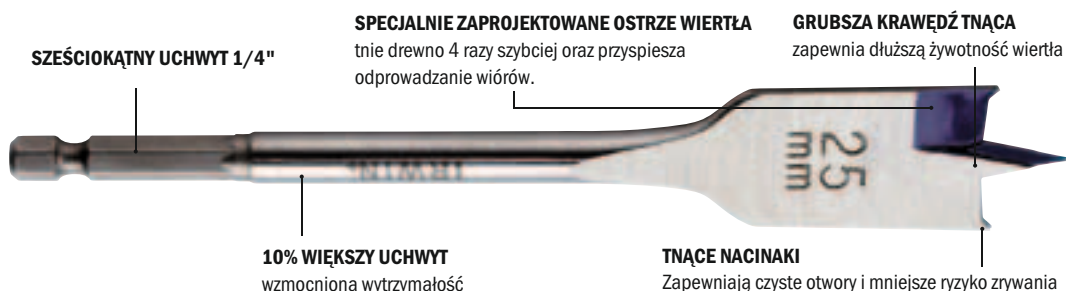 SPECJALNIE ZAPROJEKTOWANE OSTRZE WIERTŁA
tnie drewno 4 razy szybciej oraz przyspiesza
odprowadzanie wiórów.
GRUBSZA KRAWĘDŹ TNĄCA
zapewnia dłuższą żywotność wiertła
SZEŚCIOKĄTNY UCHWYT 1/4"
25
mm
IRWIN
10% WIĘKSZY UCHWYT
wzmocniona wytrzymałość
TNĄCE NACINAKI
Zapewniają czyste otwory i mniejsze ryzyko zrywania